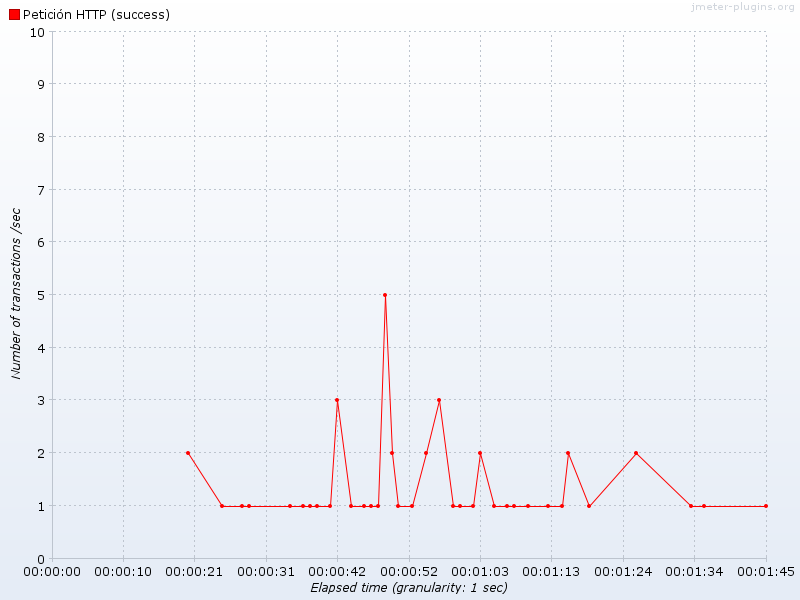 jmeter-plugins.org
Petición HTTP (success)
10
9
8
7
6
5
4
3
2
1
0
Number of transactions /sec
00:00:00 00:00:10 00:00:21 00:00:31 00:00:42 00:00:52 00:01:03 00:01:13 00:01:24 00:01:34 00:01:45
Elapsed time (granularity: 1 sec)